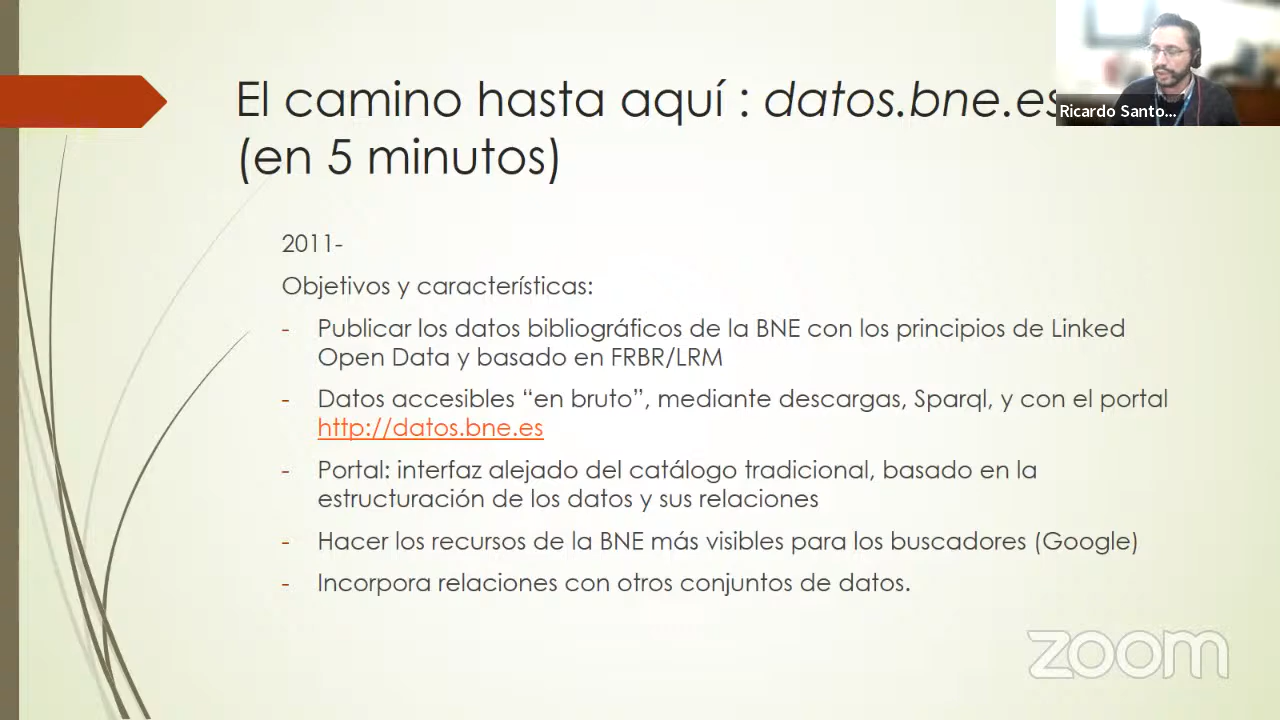 El camino hasta aquí : datos.bne.es
(en 5 minutos)
Ricardo Santo...
2011-
Objetivos y características:
- Publicar los datos bibliográficos de la BNE con los principios de Linked
Open Data y basado en FRBR/LRM
- Datos accesibles “en bruto”, mediante descargas, Sparql, y con el portal
http://datos.bne.es
- Portal: interfaz alejado del catálogo tradicional, basado en la
estructuración de los datos y sus relaciones
- Hacer los recursos de la BNE más visibles para los buscadores (Google)
- Incorpora relaciones con otros conjuntos de datos.
zoom